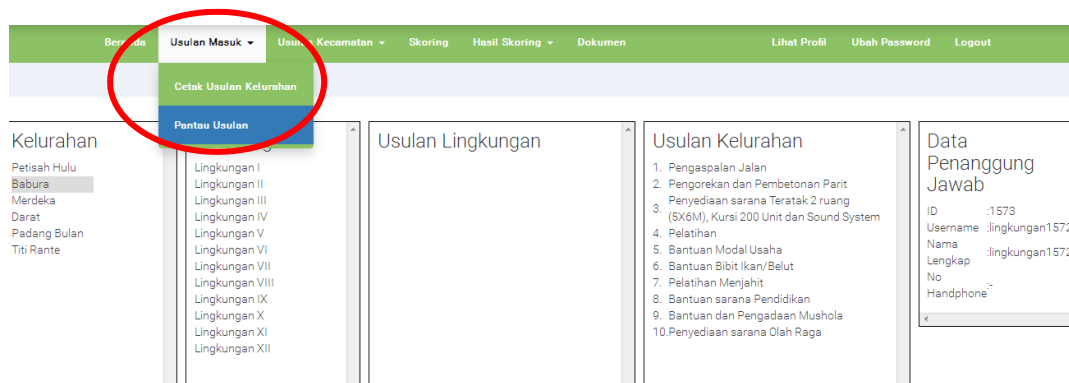 Beranda Usulan Masuk Usulan Kecamatan Skoring Hasil Skoring Dokumen Lihat Profil Ubah Password Logout
Cetak Usulan Kelurahan
Pantau Usulan
Kelurahan
Petisah Hulu
Babura
Merdeka
Darat
Padang Bulan
Titi Rante
Lingkungan I
Lingkungan II
Lingkungan III
Lingkungan IV
Lingkungan V
Lingkungan VI
Lingkungan VII
Lingkungan VIII
Lingkungan IX
Lingkungan X
Lingkungan XI
Lingkungan XII
Usulan Lingkungan
Usulan Kelurahan
1. Pengaspalan Jalan
2. Pengorekan dan Pembetonan Parit
3. Penyediaan sarana Teratak 2 ruang
(5X6M), Kursi 200 Unit dan Sound System
4. Pelatihan
5. Bantuan Modal Usaha
6. Bantuan Bibit Ikan/Belut
7. Pelatihan Menjahit
8. Bantuan sarana Pendidikan
9. Bantuan dan Pengadaan Mushola
10.Penyediaan sarana Olah Raga
Data
Penanggung
Jawab
ID :1573
Username :lingkungan1572
Nama
Lengkap :lingkungan1572
No
Handphone :-